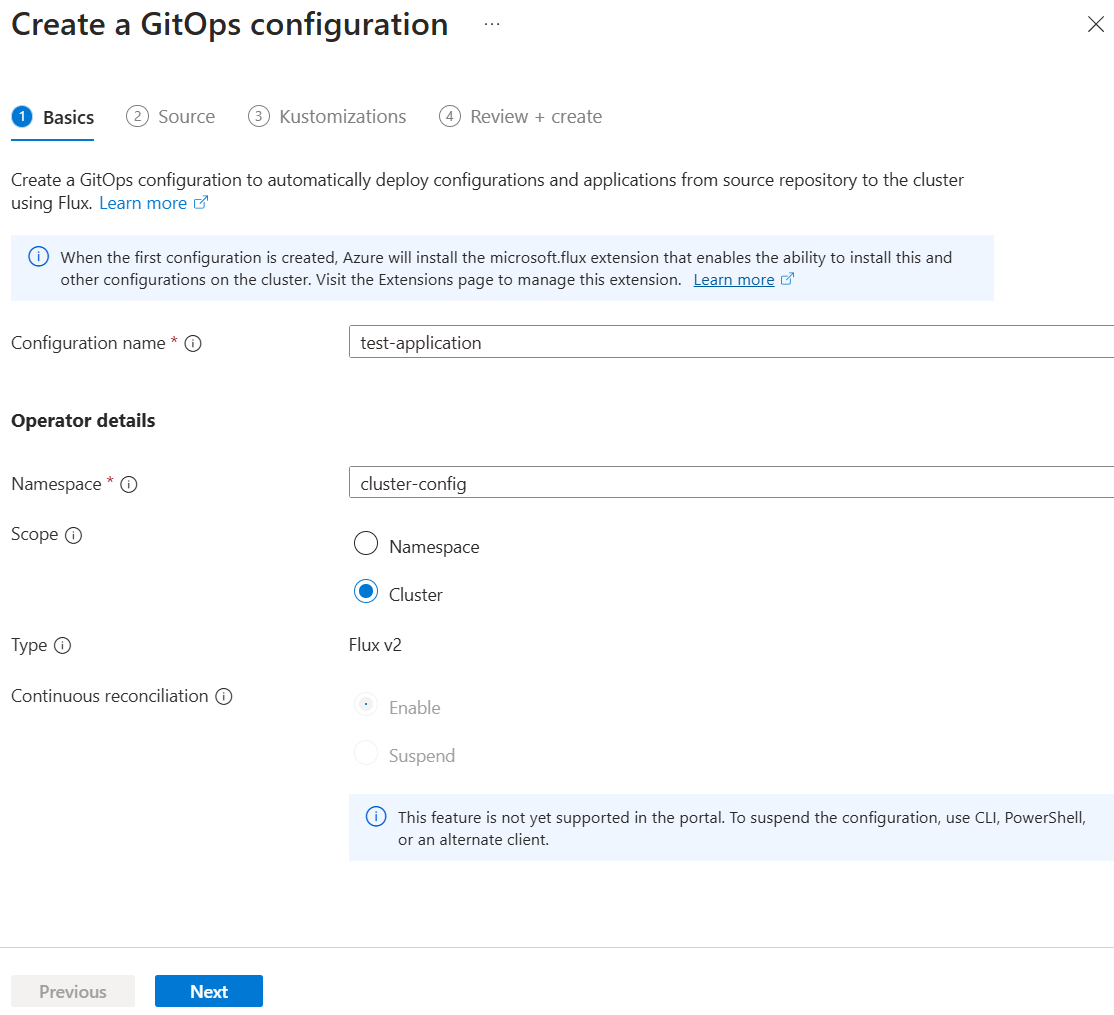 Create a GitOps configuration ...
1 Basics 2 Source 3 Kustomizations 4 Review + create
Create a GitOps configuration to automatically deploy configurations and applications from source repository to the cluster
using Flux. Learn more
When the first configuration is created, Azure will install the microsoft.flux extension that enables the ability to install this and
other configurations on the cluster. Visit the Extensions page to manage this extension. Learn more
Configuration name * test-application
Operator details
Namespace * cluster-config
Scope
Namespace
Cluster
Type Flux v2
Continuous reconciliation
Enable
Suspend
This feature is not yet supported in the portal. To suspend the configuration, use CLI, PowerShell,
or an alternate client.
Previous Next